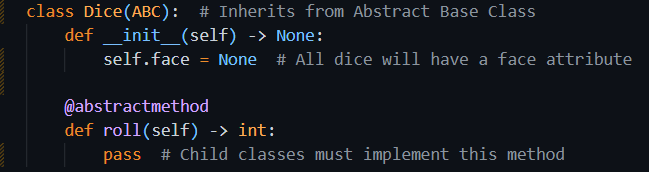 class Dice(ABC):  # Inherits from Abstract Base Class
    def __init__(self) -> None:
        self.face = None  # All dice will have a face attribute

    @abstractmethod
    def roll(self) -> int:
        pass  # Child classes must implement this method